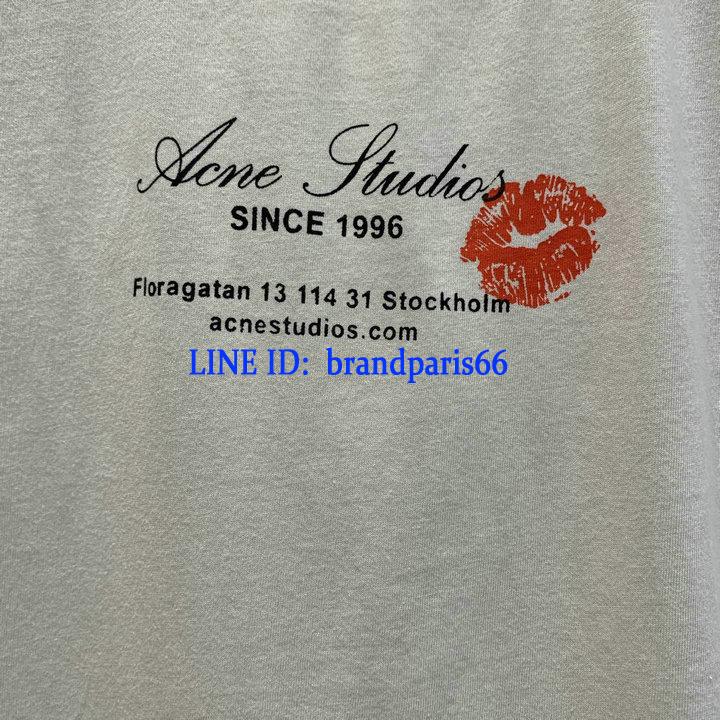 Acne Studios
SINCE 1996
Floragatan 13 114 31 Stockholm
acnestudios.com
LINE ID: brandparis66